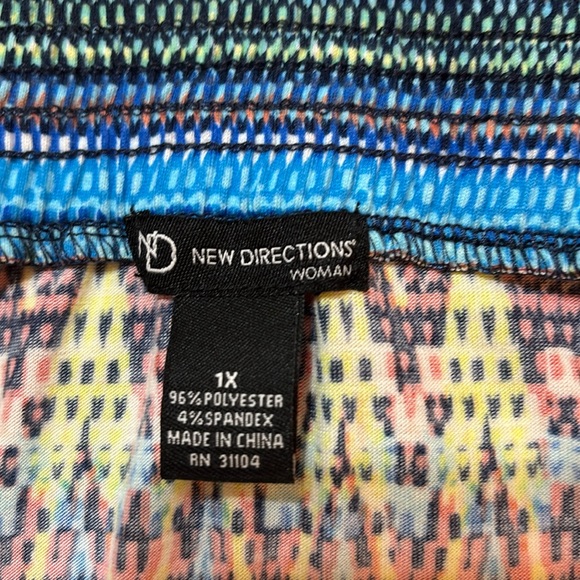 ND NEW DIRECTIONS®
WOMAN
1X
96% POLYESTER
4% SPANDEX
MADE IN CHINA
RN 31104